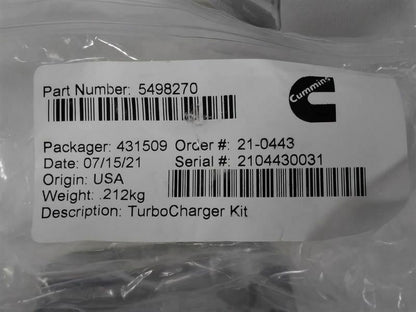 Part Number: 5498270
Cummins
Packager: 431509 Order #: 21-0443
Date: 07/15/21 Serial #: 2104430031
Origin: USA
Weight: .212kg
Description: TurboCharger Kit